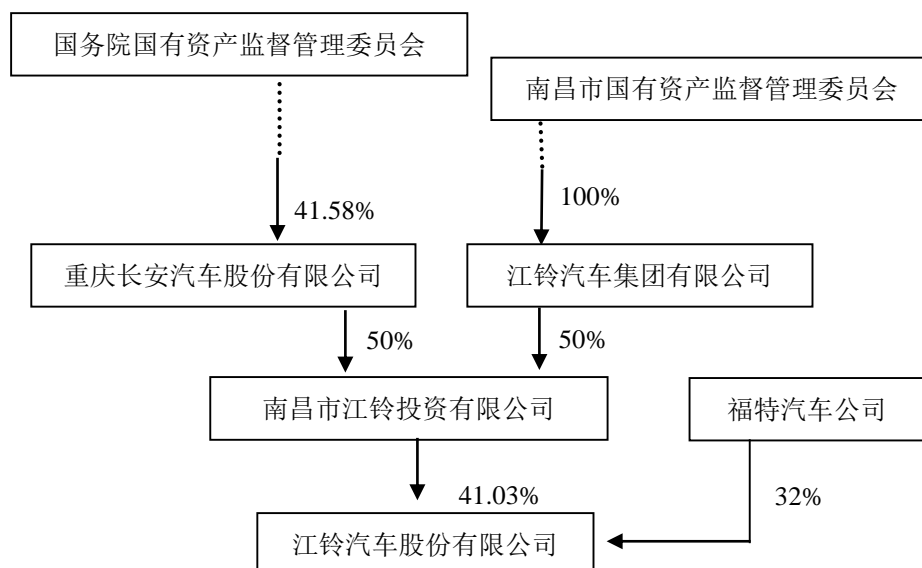 国务院国有资产监督管理委员会
南昌市国有资产监督管理委员会
41.58%
100%
重庆长安汽车股份有限公司
江铃汽车集团有限公司
50%
50%
南昌市江铃投资有限公司
福特汽车公司
41.03%
32%
江铃汽车股份有限公司